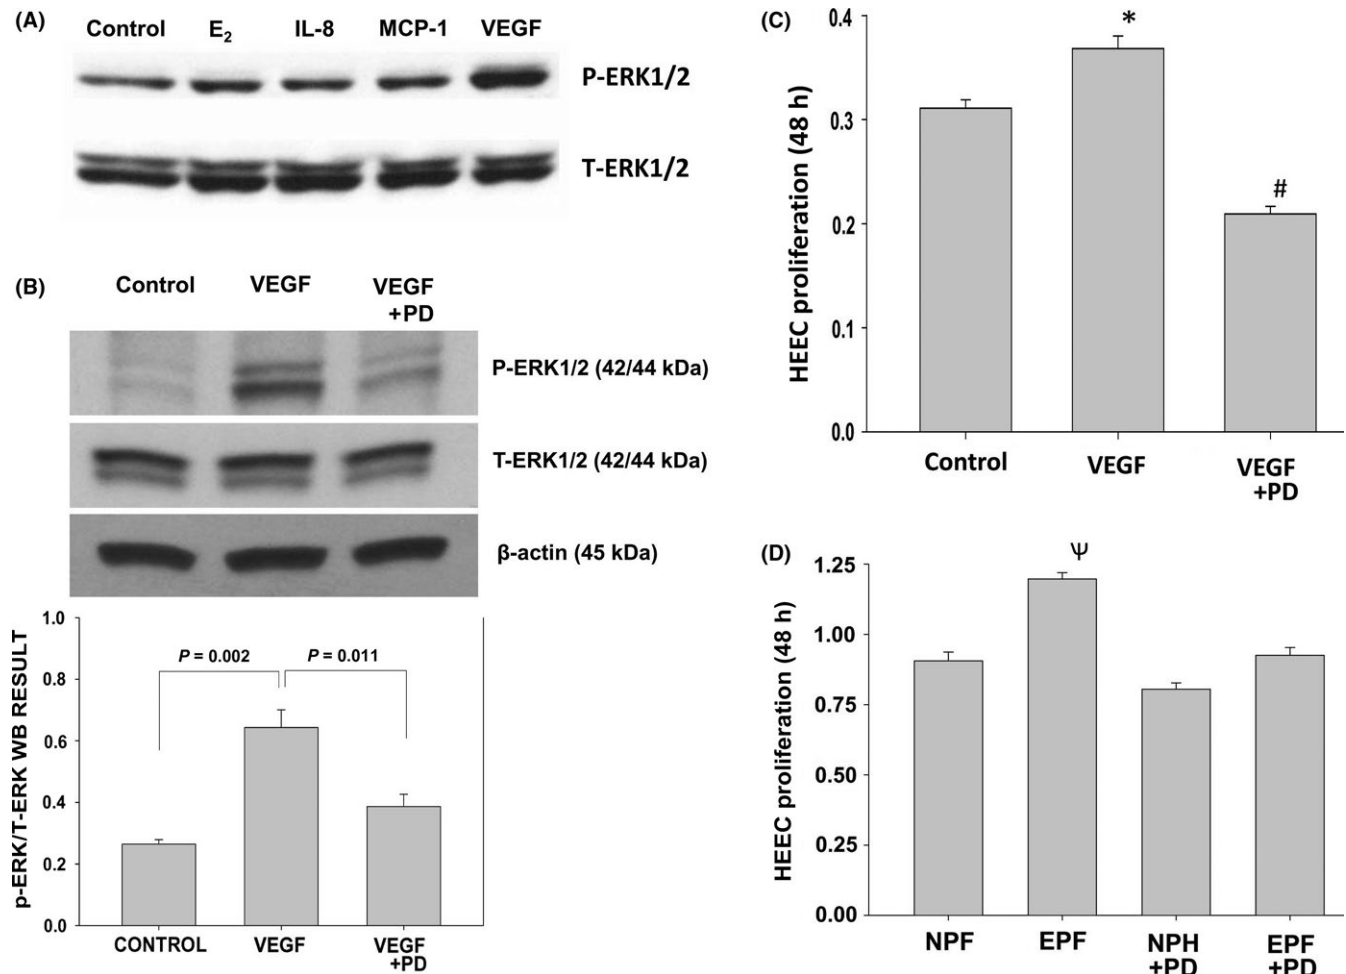 (A)
Control E₂ IL-8 MCP-1 VEGF
P-ERK1/2
T-ERK1/2
(B)
Control VEGF VEGF
+PD
P-ERK1/2 (42/44 kDa)
T-ERK1/2 (42/44 kDa)
β-actin (45 kDa)
p-ERK/T-ERK WB RESULT
1.0
0.8
0.6
0.4
0.2
0.0
P = 0.002 P = 0.011
CONTROL VEGF VEGF
+PD
(C)
HEEC proliferation (48 h)
0.4
0.3
0.2
0.1
0.0
*
#
Control VEGF VEGF
+PD
(D)
HEEC proliferation (48 h)
1.25
1.00
0.75
0.50
0.25
0.00
Ψ
NPF EPF NPH EPF
+PD +PD